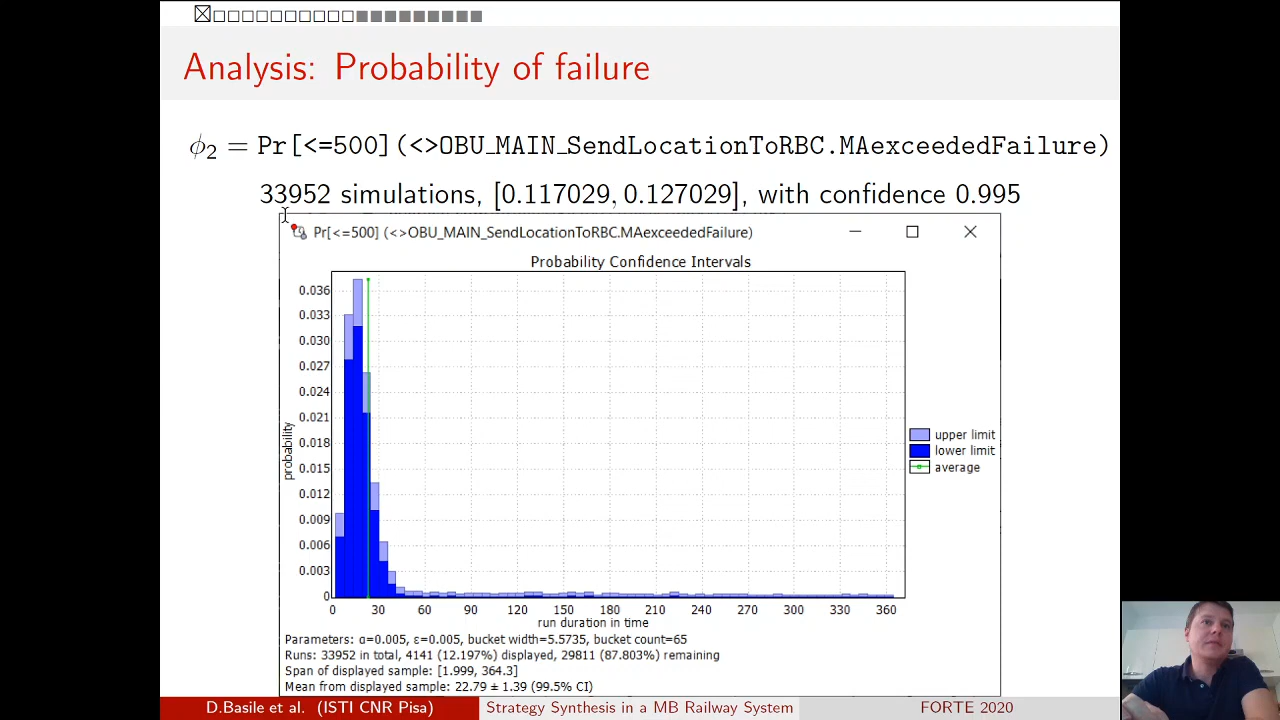 Analysis: Probability of failure
ϕ₂ = Pr[<=500](<>OBU_MAIN_SendLocationToRBC.MAexceededFailure)
33952 simulations, [0.117029, 0.127029], with confidence 0.995
Pr[<=500] (<>OBU_MAIN_SendLocationToRBC.MAexceededFailure)
Probability Confidence Intervals
0.036
0.033
0.030
0.027
0.024
0.021
0.018
0.015
0.012
0.009
0.006
0.003
0
probability
upper limit
lower limit
average
0 30 60 90 120 150 180 210 240 270 300 330 360
run duration in time
Parameters: α=0.005, ε=0.005, bucket width=5.5735, bucket count=65
Runs: 33952 in total, 4141 (12.197%) displayed, 29811 (87.803%) remaining
Span of displayed sample: [1.999, 364.3]
Mean from displayed sample: 22.79 ± 1.39 (99.5% CI)
D.Basile et al. (ISTI CNR Pisa) Strategy Synthesis in a MB Railway System FORTE 2020